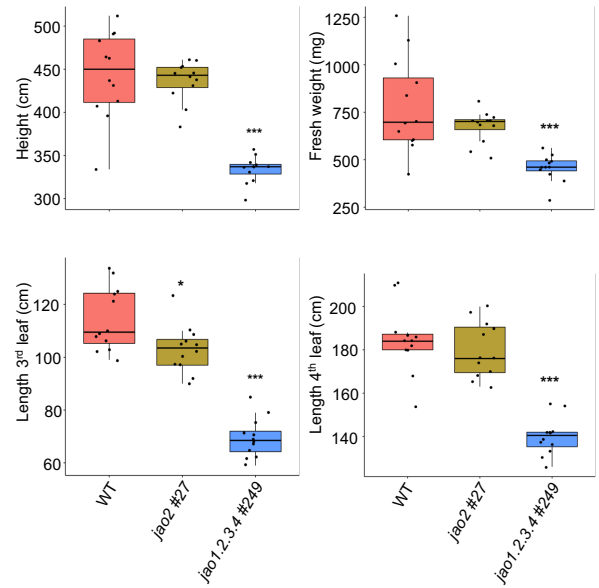 Height (cm)
500
450
400
350
300
***
Fresh weight (mg)
1250
1000
750
500
250
***
Length 3rd leaf (cm)
120
100
80
60
*
***
WT
jao2 #27
jao1.2.3.4 #249
Length 4th leaf (cm)
200
180
160
140
***
WT
jao2 #27
jao1.2.3.4 #249